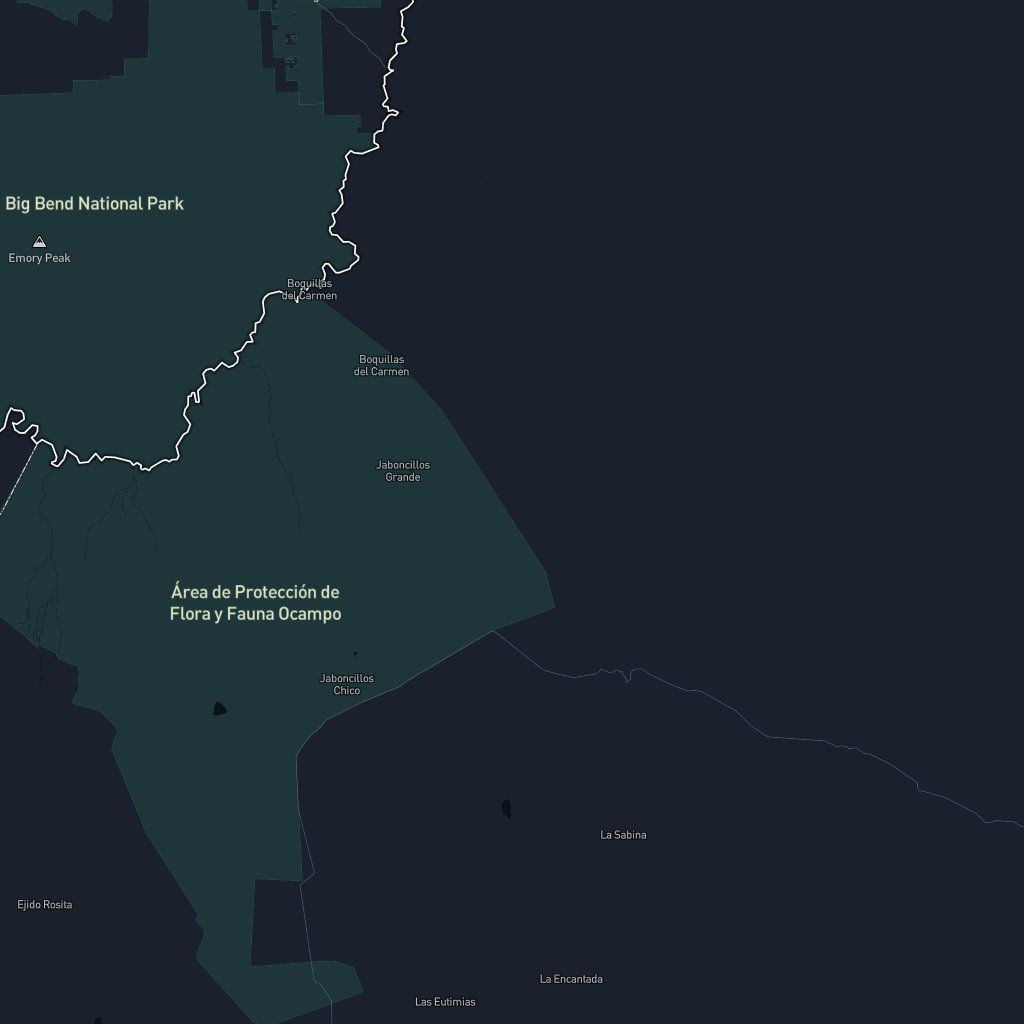 Big Bend National Park
Emory Peak
Boquillas
del Carmen
Boquillas
del Carmen
Jaboncillos
Grande
Área de Protección de
Flora y Fauna Ocampo
Jaboncillos
Chico
La Sabina
Ejido Rosita
La Encantada
Las Eutimias